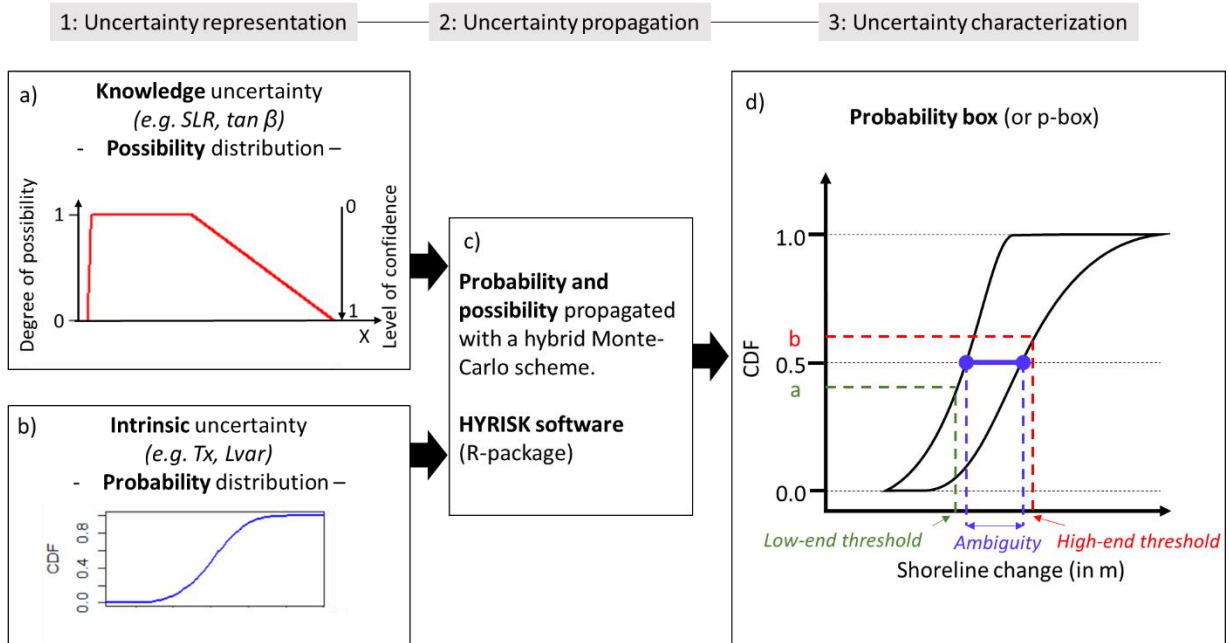 1: Uncertainty representation
2: Uncertainty propagation
3: Uncertainty characterization
a)
Knowledge uncertainty
(e.g. SLR, tan β)
- Possibility distribution –
Degree of possibility
1
0
0
1
X
Level of confidence
b)
Intrinsic uncertainty
(e.g. Tx, Lvar)
- Probability distribution –
CDF
0.0 0.4 0.8
c)
Probability and
possibility propagated
with a hybrid Monte-
Carlo scheme.
HYRISK software
(R-package)
d)
Probability box (or p-box)
CDF
1.0
b
0.5
a
0.0
Low-end threshold
Ambiguity
High-end threshold
Shoreline change (in m)